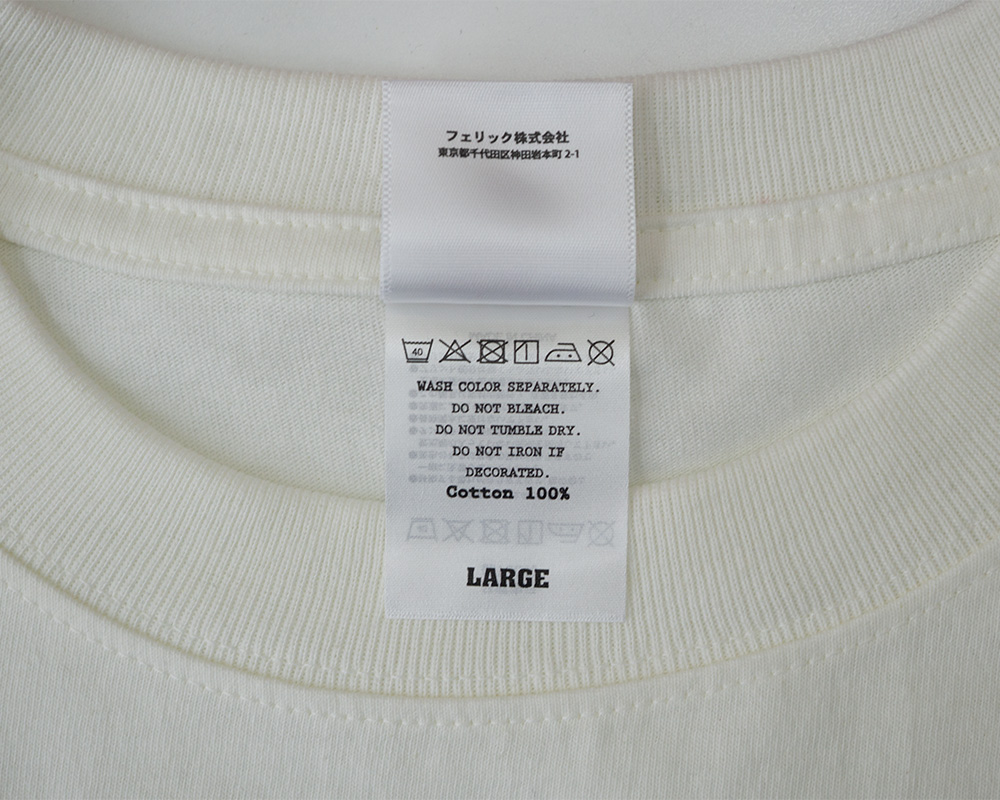 フェリック株式会社
東京都千代田区神田岩本町 2-1
40
WASH COLOR SEPARATELY.
DO NOT BLEACH.
DO NOT TUMBLE DRY.
DO NOT IRON IF
DECORATED.
Cotton 100%
LARGE